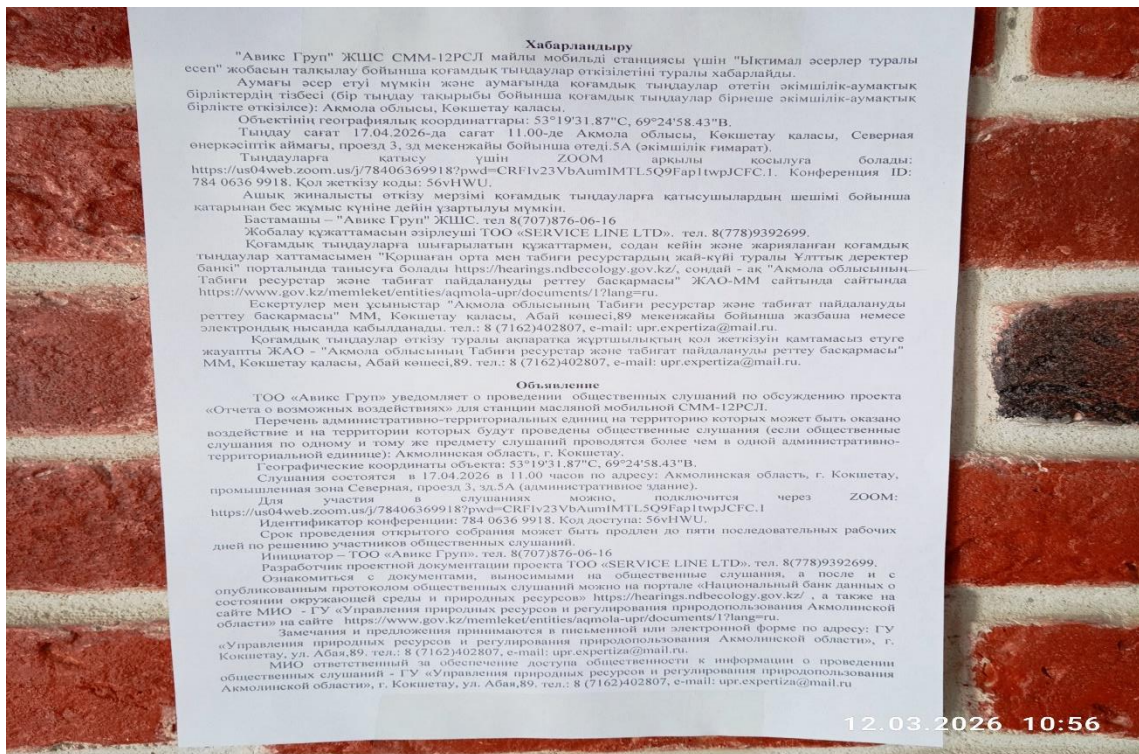 Хабарландыру
"Авикс Груп" ЖШС СММ-12РСЛ майлы мобильді станциясы үшін "Ықтимал әсерлер туралы
есеп" жобасын талқылау бойынша қоғамдық тыңдаулар өткізілетіні туралы хабарлайды.
Аумағы әсер етуі мүмкін және аумағында қоғамдық тыңдаулар өтетін әкімшілік-аумақтық
бірліктердің тізбесі (бір тыңдау тақырыбы бойынша қоғамдық тыңдаулар бірнеше әкімшілік-аумақтық
бірлікте өткізілсе): Ақмола облысы, Көкшетау қаласы.
Объектінің географиялық координаттары: 53°19'31.87"С, 69°24'58.43"В.
Тыңдау сағат 17.04.2026-да сағат 11.00-де Ақмола облысы, Көкшетау қаласы, Северная
өнеркәсіптік аймағы, проезд 3, зд мекенжайы бойынша өтеді.5А (әкімшілік ғимарат).
Тыңдауларға қатысу үшін ZOOM арқылы қосылуға болады:
https://us04web.zoom.us/j/78406369918?pwd=CRFIv23VbAumIMTL5Q9Fap1twpJCFC.1. Конференция ID:
784 0636 9918. Қол жеткізу коды: 56vHWU.
Ашық жиналысты өткізу мерзімі қоғамдық тыңдауларға қатысушылардың шешімі бойынша
қатарынан бес жұмыс күніне дейін ұзартылуы мүмкін.
Бастамашы – "Авикс Груп" ЖШС. тел 8(707)876-06-16
Жобалау құжаттамасын әзірлеуші ТОО «SERVICE LINE LTD». тел. 8(778)9392699.
Қоғамдық тыңдауларға шығарылатын құжаттармен, содан кейін және жарияланған қоғамдық
тыңдаулар хаттамасымен "Қоршаған орта мен табиғи ресурстардың жай-күйі туралы Ұлттық деректер
банкі" порталында танысуға болады https://hearings.ndbecology.gov.kz/, сондай - ақ "Ақмола облысының
Табиғи ресурстар және табиғат пайдалануды реттеу басқармасы" ЖАО-ММ сайтында сайтында
https://www.gov.kz/memleket/entities/aqmola-upr/documents/1?lang=ru.
Ескертулер мен ұсыныстар "Ақмола облысының Табиғи ресурстар және табиғат пайдалануды
реттеу басқармасы" ММ, Көкшетау қаласы, Абай көшесі,89 мекенжайы бойынша жазбаша немесе
электрондық нысанда қабылданады. тел.: 8 (7162)402807, e-mail: upr.expertiza@mail.ru.
Қоғамдық тыңдаулар өткізу туралы ақпаратқа жұртшылықтың қол жеткізуін қамтамасыз етуге
жауапты ЖАО - "Ақмола облысының Табиғи ресурстар және табиғат пайдалануды реттеу басқармасы"
ММ, Көкшетау қаласы, Абай көшесі,89. тел.: 8 (7162)402807, e-mail: upr.expertiza@mail.ru.
Объявление
ТОО «Авикс Груп» уведомляет о проведении общественных слушаний по обсуждению проекта
«Отчета о возможных воздействиях» для станции масляной мобильной СММ-12РСЛ.
Перечень административно-территориальных единиц на территорию которых может быть оказано
воздействие и на территории которых будут проведены общественные слушания (если общественные
слушания по одному и тому же предмету слушаний проводятся более чем в одной административно-
территориальной единице): Акмолинская область, г. Кокшетау.
Географические координаты объекта: 53°19'31.87"С, 69°24'58.43"В.
Слушания состоятся в 17.04.2026 в 11.00 часов по адресу: Акмолинская область, г. Кокшетау,
промышленная зона Северная, проезд 3, зд.5А (административное здание).
Для участия в слушаниях можно, подключится через ZOOM:
https://us04web.zoom.us/j/78406369918?pwd=CRFIv23VbAumIMTL5Q9Fap1twpJCFC.1
Идентификатор конференции: 784 0636 9918. Код доступа: 56vHWU.
Срок проведения открытого собрания может быть продлен до пяти последовательных рабочих
дней по решению участников общественных слушаний.
Инициатор – ТОО «Авикс Груп». тел. 8(707)876-06-16
Разработчик проектной документации проекта ТОО «SERVICE LINE LTD». тел. 8(778)9392699.
Ознакомиться с документами, выносимыми на общественные слушания, а после и с
опубликованным протоколом общественных слушаний можно на портале «Национальный банк данных о
состоянии окружающей среды и природных ресурсов» https://hearings.ndbecology.gov.kz/ , а также на
сайте МИО - ГУ «Управления природных ресурсов и регулирования природопользования Акмолинской
области» на сайте https://www.gov.kz/memleket/entities/aqmola-upr/documents/1?lang=ru.
Замечания и предложения принимаются в письменной или электронной форме по адресу: ГУ
«Управления природных ресурсов и регулирования природопользования Акмолинской области», г.
Кокшетау, ул. Абая,89. тел.: 8 (7162)402807, e-mail: upr.expertiza@mail.ru.
МИО ответственный за обеспечение доступа общественности к информации о проведении
общественных слушаний - ГУ «Управления природных ресурсов и регулирования природопользования
Акмолинской области», г. Кокшетау, ул. Абая,89. тел.: 8 (7162)402807, e-mail: upr.expertiza@mail.ru
12.03.2026 10:56